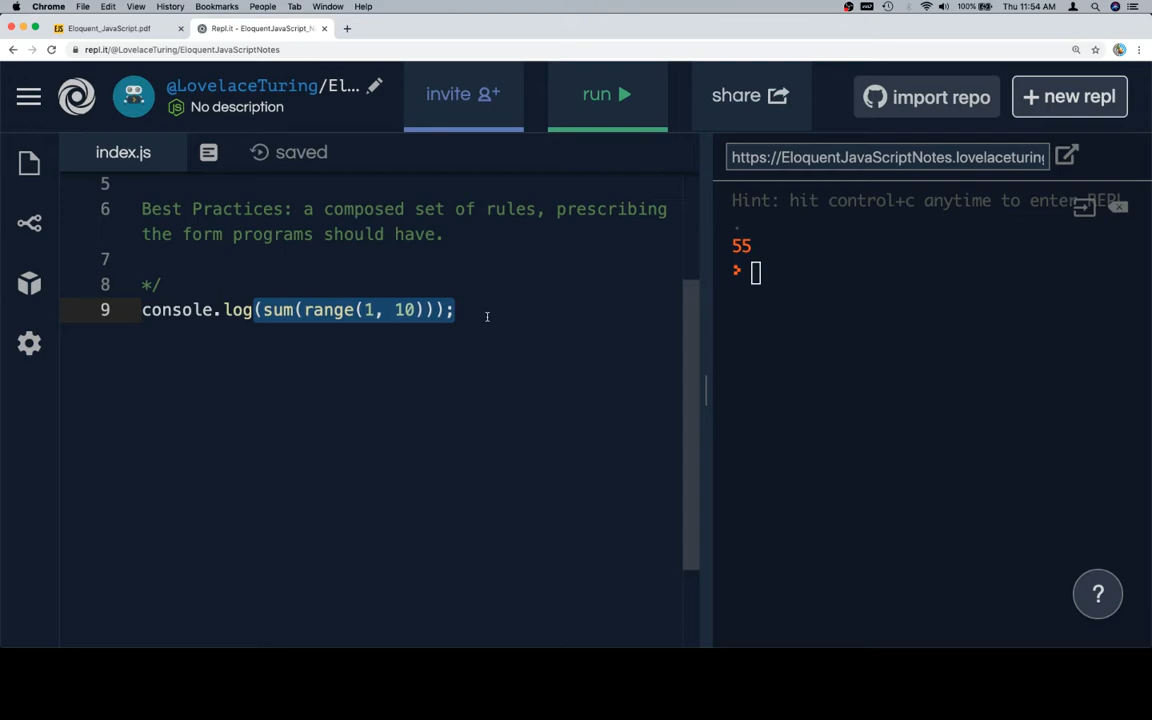 Chrome File Edit View History Bookmarks People Tab Window Help 100% Thu 11:54 AM
Eloquent_JavaScript.pdf Repl.it - EloquentJavaScript_N
repl.it/@LovelaceTuring/EloquentJavaScriptNotes
@LovelaceTuring/El...
No description
invite
run
share
import repo
+ new repl
index.js
saved
https://EloquentJavaScriptNotes.lovelaceturing
5
6 Best Practices: a composed set of rules, prescribing
the form programs should have.
7
8 */
9 console.log(sum(range(1, 10)));
Hint: hit control+c anytime to enter REPL
.
55
?